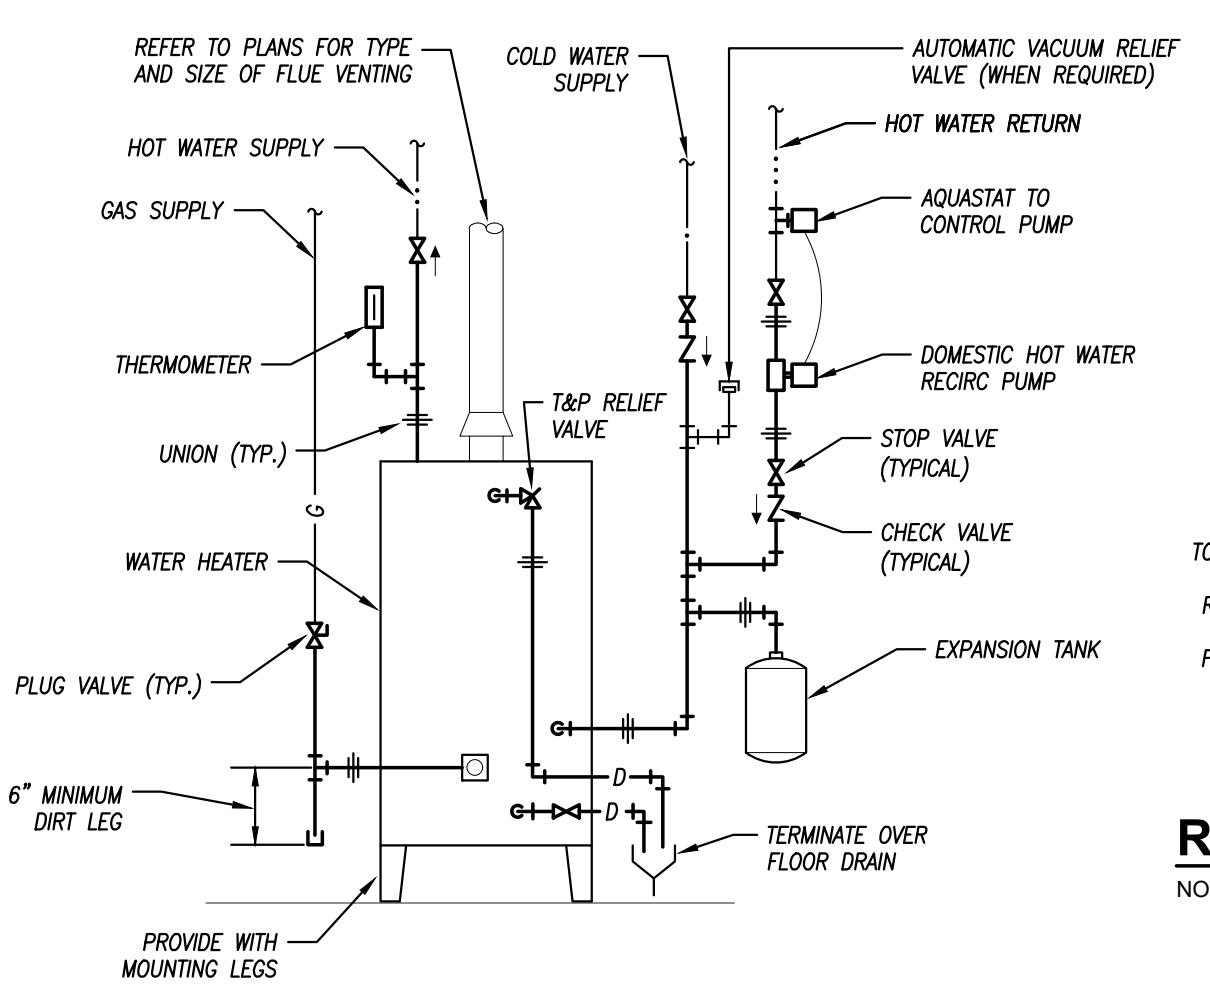 REFER TO PLANS FOR TYPE
AND SIZE OF FLUE VENTING
COLD WATER
SUPPLY
AUTOMATIC VACUUM RELIEF
VALVE (WHEN REQUIRED)
HOT WATER RETURN
HOT WATER SUPPLY
GAS SUPPLY
AQUASTAT TO
CONTROL PUMP
THERMOMETER
DOMESTIC HOT WATER
RECIRC PUMP
T&P RELIEF
VALVE
UNION (TYP.)
STOP VALVE
(TYPICAL)
G
CHECK VALVE
(TYPICAL)
WATER HEATER
EXPANSION TANK
PLUG VALVE (TYP.)
D
6" MINIMUM
DIRT LEG
D
TERMINATE OVER
FLOOR DRAIN
PROVIDE WITH
MOUNTING LEGS